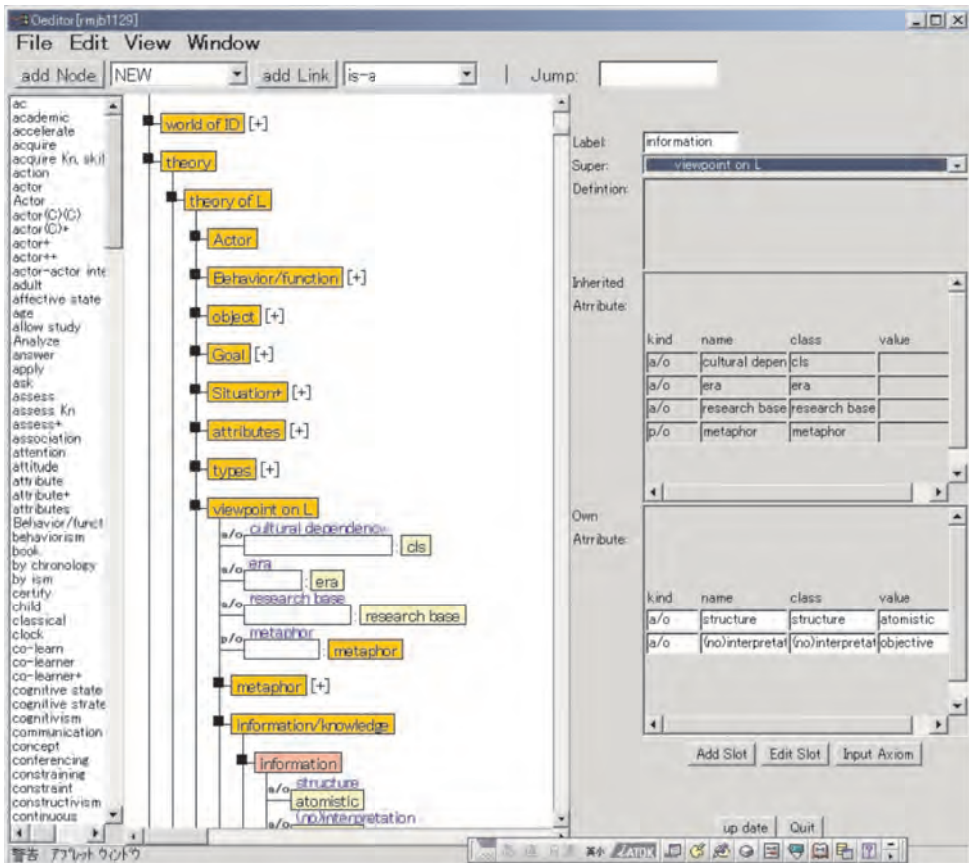 Oeditor[rmjb1129]
File Edit View Window
add Node NEW add Link is-a | Jump:
ac
academic
accelerate
acquire
acquire Kn, skil
action
actor
Actor
actor(C)(C)
actor(C)+
actor+
actor++
actor-actor inte
adult
affective state
age
allow study
Analyze
answer
apply
ask
assess
assess Kn
assess+
association
attention
attitude
attribute
attribute+
attributes
Behavior/funct
behaviorism
book
by chronology
by ism
certify
child
classical
clock
co-learn
co-learner
co-learner+
cognitive state
cognitive strate
cognitivism
communication
concept
conferencing
constraining
constraint
constructivism
continuous
world of ID [+]
theory
theory of L
Actor
Behavior/function [+]
object [+]
Goal [+]
Situation+ [+]
attributes [+]
types [+]
viewpoint on L
a/o cultural dependency
: cls
a/o era
: era
a/o research base
: research base
p/o metaphor
: metaphor
metaphor [+]
Information/knowledge
information
a/o structure
atomistic
a/o (no)interpretation
Label: information
Super: viewpoint on L
Defintion:
Inherited
Atrribute:
kind name class value
a/o cultural depen cls
a/o era era
a/o research base research base
p/o metaphor metaphor
Own
Atrribute:
kind name class value
a/o structure structure atomistic
a/o (no)interpretat (no)interpretat objective
Add Slot Edit Slot Input Axiom
up date Quit
警告: アプレット ウィンドウ
英小 ATOK